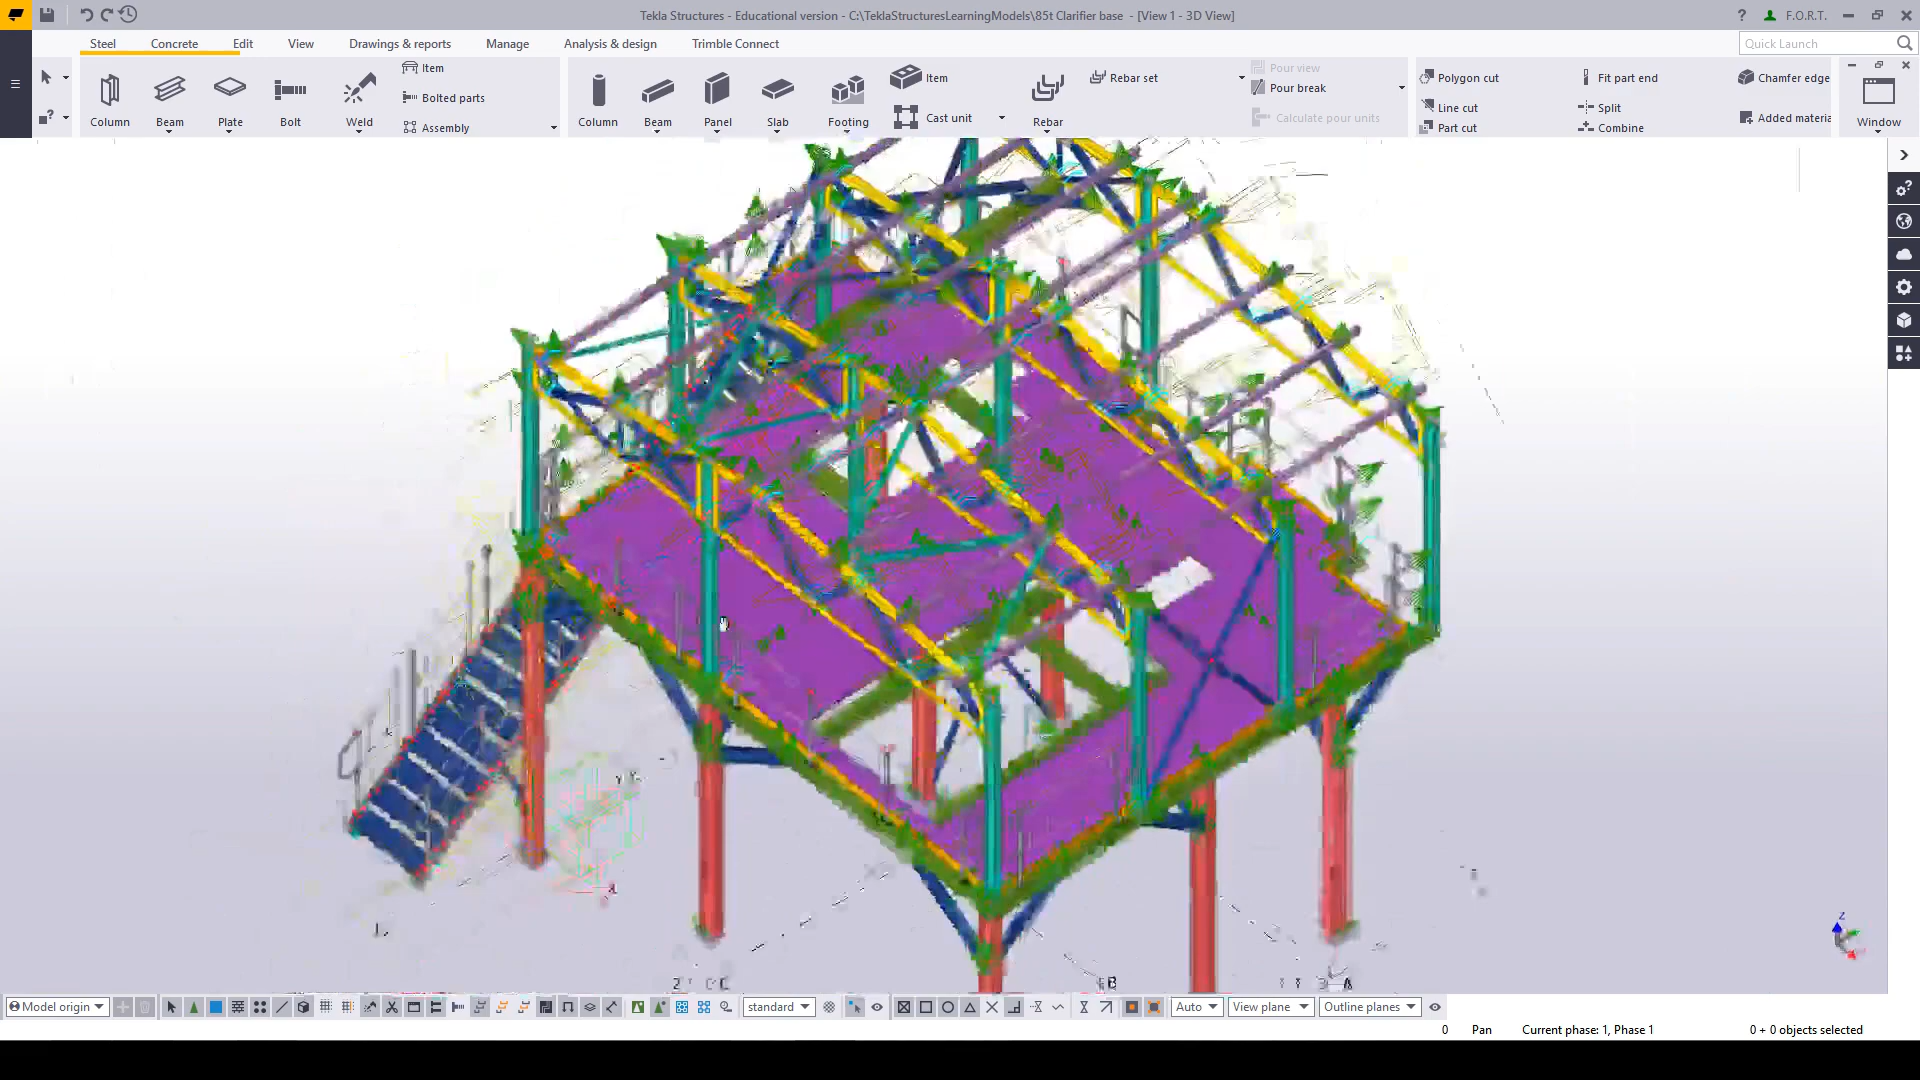 Tekla Structures - Educational version - C:\TeklaStructuresLearningModels\85t Clarifier base - [View 1 - 3D View]
? F.O.R.T.
Steel Concrete Edit View Drawings & reports Manage Analysis & design Trimble Connect
Quick Launch
Item
Bolted parts
Assembly
Column Beam Plate Bolt Weld
Column Beam Panel Slab Footing
Item
Cast unit
Rebar
Rebar set
Pour view
Pour break
Calculate pour units
Polygon cut
Line cut
Part cut
Fit part end
Split
Combine
Chamfer edge
Added materia
Window
Z
2 C B 3 A
Model origin
standard
Auto
View plane
Outline planes
0 Pan Current phase: 1, Phase 1 0 + 0 objects selected